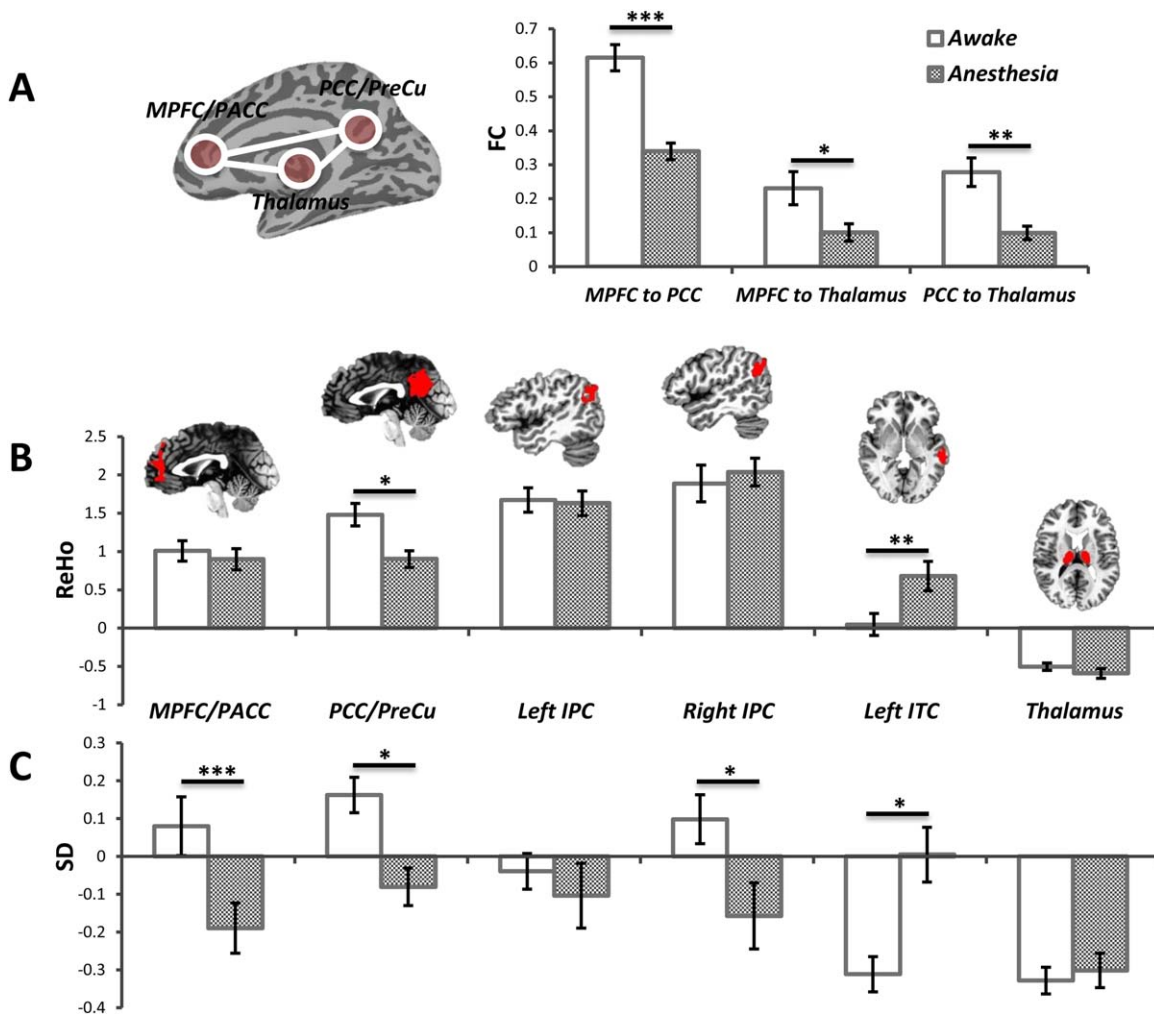 A
MPFC/PACC
PCC/PreCu
Thalamus
FC
0.7
0.6
0.5
0.4
0.3
0.2
0.1
0
***
*
**
Awake
Anesthesia
MPFC to PCC
MPFC to Thalamus
PCC to Thalamus
B
ReHo
2.5
2
1.5
1
0.5
0
-0.5
-1
*
**
MPFC/PACC
PCC/PreCu
Left IPC
Right IPC
Left ITC
Thalamus
C
SD
0.3
0.2
0.1
0
-0.1
-0.2
-0.3
-0.4
***
*
*
*